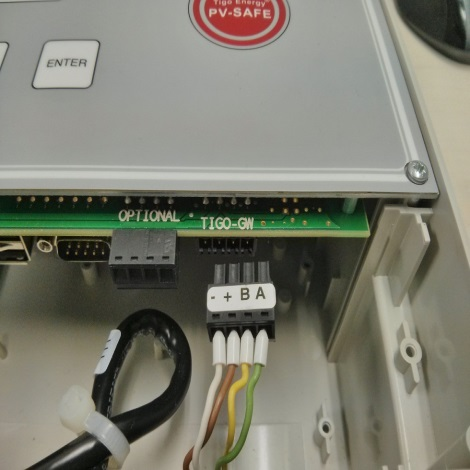 Tigo Energy®
PV-SAFE
ENTER
OPTIONAL TIGO-GW
- + B A